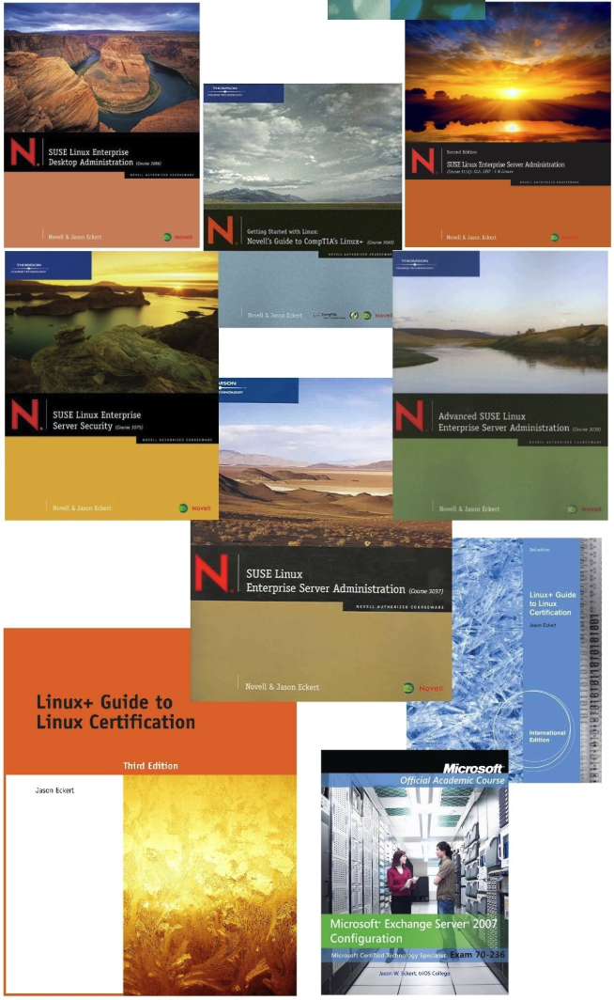 N
SUSE Linux Enterprise
Desktop Administration (Course 3086)
NOVELL AUTHORIZED COURSEWARE
Novell & Jason Eckert
Novell
THOMSON
COURSE TECHNOLOGY
N
Getting Started with Linux:
Novell's Guide to CompTIA's Linux+ (Course 3060)
NOVELL AUTHORIZED COURSEWARE
Novell & Jason Eckert
CompTIA
Novell
N
Second Edition
SUSE Linux Enterprise Server Administration
NOVELL AUTHORIZED COURSEWARE
Novell & Jason Eckert
Novell
THOMSON
COURSE TECHNOLOGY
N
SUSE Linux Enterprise
Server Security (Course 3075)
NOVELL AUTHORIZED COURSEWARE
Novell & Jason Eckert
Novell
THOMSON
COURSE TECHNOLOGY
N
Advanced SUSE Linux
Enterprise Server Administration (Course 3038)
NOVELL AUTHORIZED COURSEWARE
Novell & Jason Eckert
Novell
MSON
CHNOLOGY
N
SUSE Linux
Enterprise Server Administration (Course 3037)
NOVELL AUTHORIZED COURSEWARE
Novell & Jason Eckert
Novell
Linux+ Guide to
Linux Certification
Jason Eckert
International
Edition
Linux+ Guide to
Linux Certification
Third Edition
Jason Eckert
Microsoft
Official Academic Course
Microsoft® Exchange Server® 2007
Configuration
Microsoft Certified Technology Specialist Exam 70-236
Jason W. Eckert, triOS College